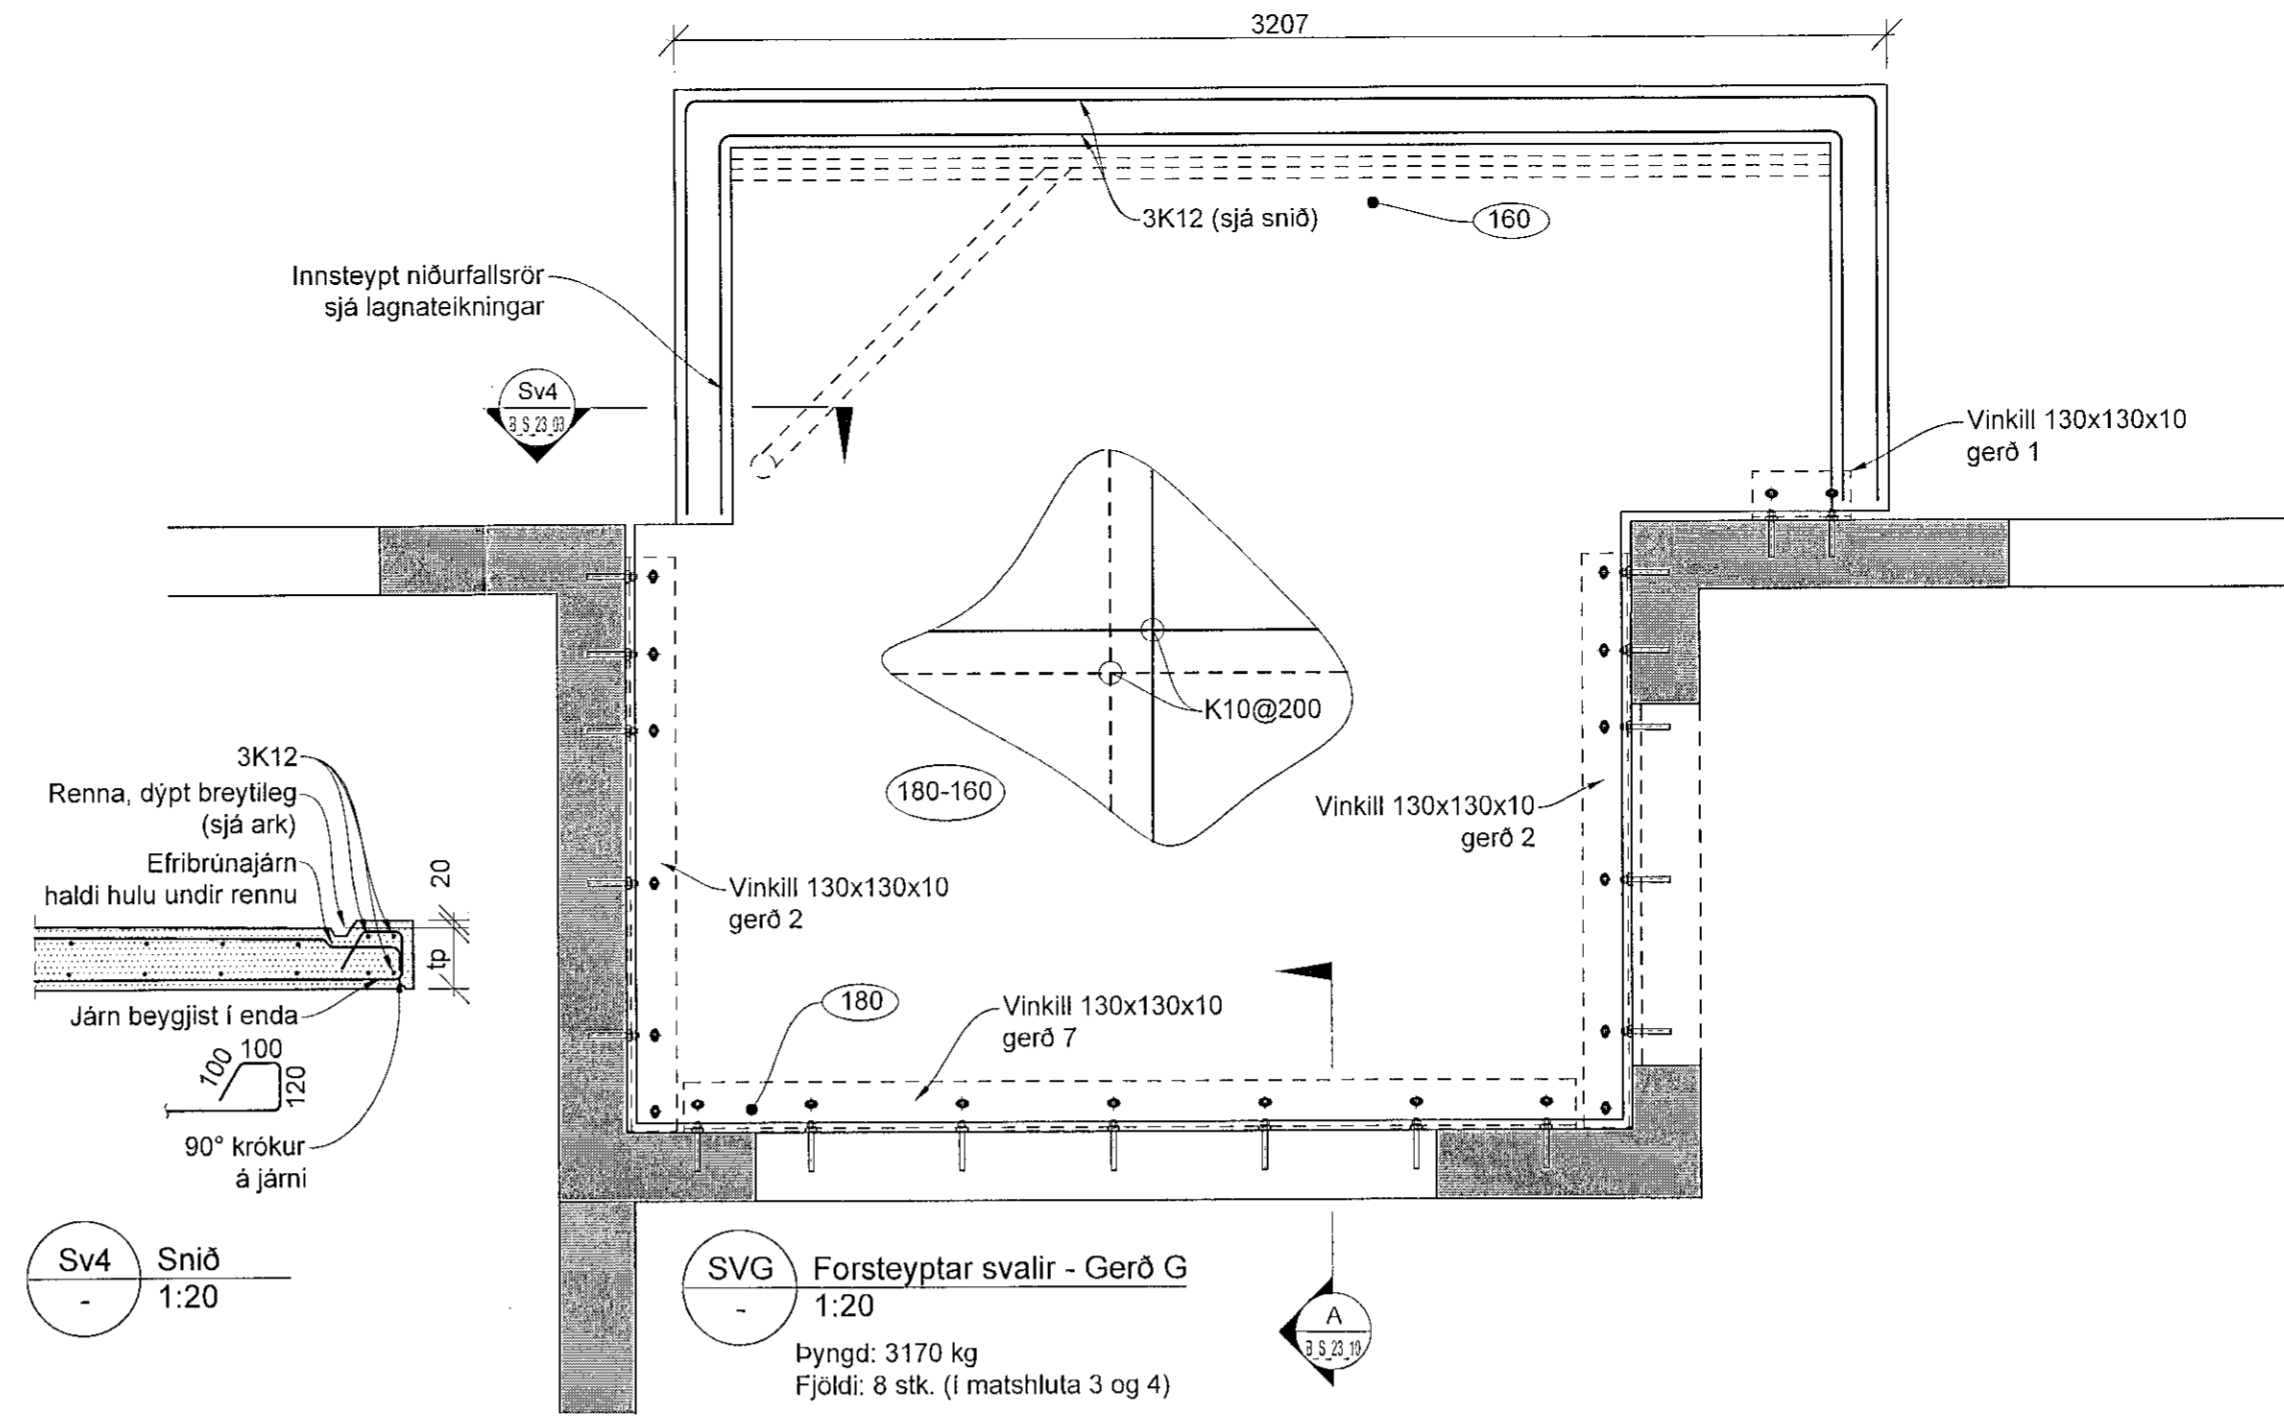 3207
3K12 (sjá snið)
160
Innsteypt niðurfallsrör
sjá lagnateikningar
Sv4
B_S_23_03
Vinkill 130x130x10
gerð 1
K10@200
180-160
Vinkill 130x130x10
gerð 2
Vinkill 130x130x10
gerð 2
180
Vinkill 130x130x10
gerð 7
3K12
Renna, dýpt breytileg
(sjá ark)
Efribrúnajárn
haldi hulu undir rennu
20
tp
Járn beygjist í enda
100
100
120
90° krókur
á járni
Sv4
Snið
-
1:20
SVG
Forsteyptar svalir - Gerð G
-
1:20
Þyngd: 3170 kg
Fjöldi: 8 stk. (í matshluta 3 og 4)
A
B_S_23_10